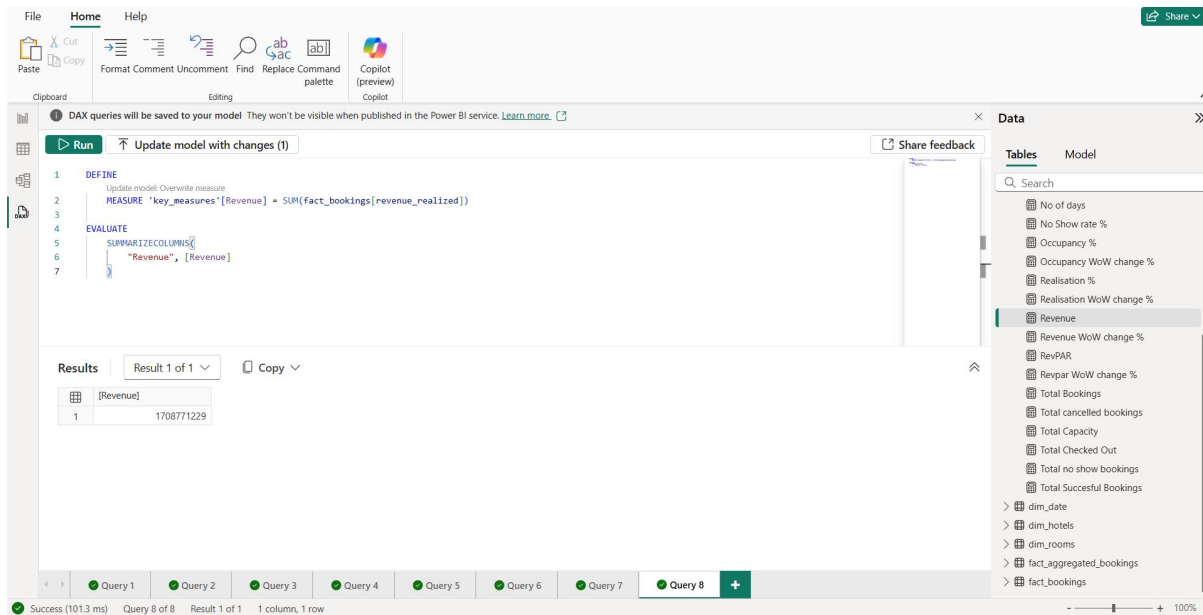 File Home Help Share
Cut
Copy
Paste
Format Comment Uncomment Find Replace Command palette
Copilot (preview)
Clipboard Editing Copilot
DAX queries will be saved to your model They won't be visible when published in the Power BI service. Learn more
Run Update model with changes (1) Share feedback
1 DEFINE
Update model: Overwrite measure
2 MEASURE 'key_measures'[Revenue] = SUM(fact_bookings[revenue_realized])
3
4 EVALUATE
5 SUMMARIZECOLUMNS(
6 "Revenue", [Revenue]
7 )
Results Result 1 of 1 Copy
[Revenue]
1 1708771229
Data
Tables Model
Search
No of days
No Show rate %
Occupancy %
Occupancy WoW change %
Realisation %
Realisation WoW change %
Revenue
Revenue WoW change %
RevPAR
Revpar WoW change %
Total Bookings
Total cancelled bookings
Total Capacity
Total Checked Out
Total no show bookings
Total Succesful Bookings
dim_date
dim_hotels
dim_rooms
fact_aggregated_bookings
fact_bookings
Query 1 Query 2 Query 3 Query 4 Query 5 Query 6 Query 7 Query 8 +
Success (101.3 ms) Query 8 of 8 Result 1 of 1 1 column, 1 row - + 100%